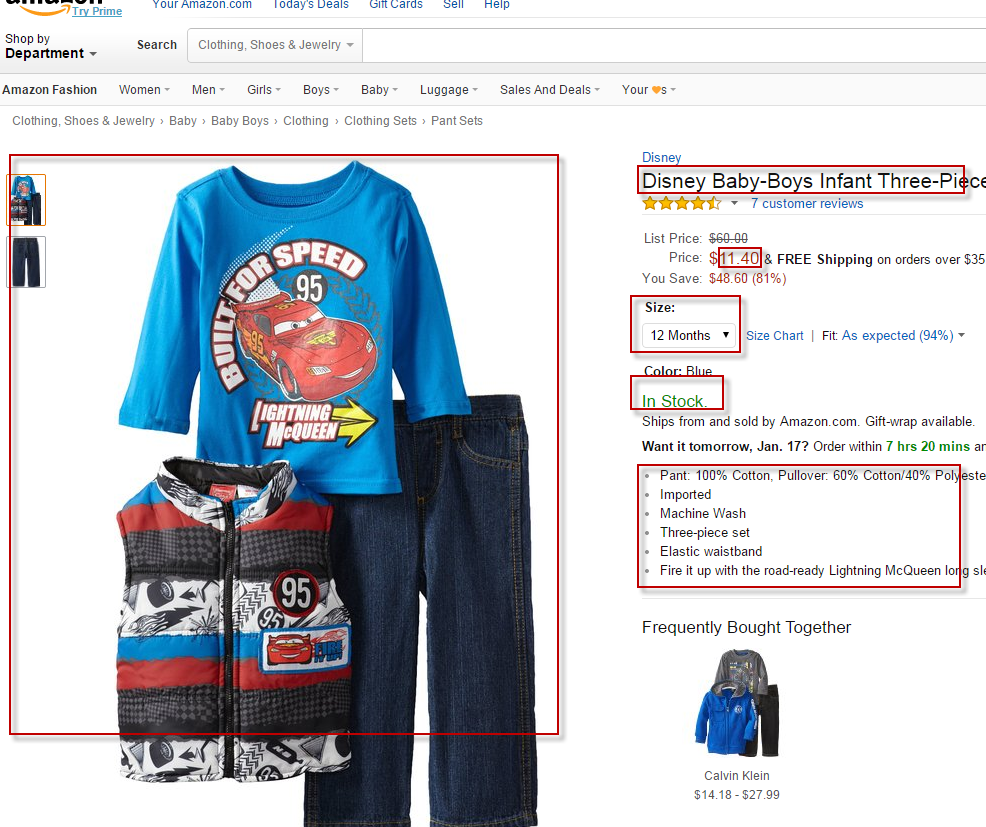 amazon
Try Prime
Your Amazon.com Today's Deals Gift Cards Sell Help
Shop by
Department
Search
Clothing, Shoes & Jewelry
Amazon Fashion Women Men Girls Boys Baby Luggage Sales And Deals Your s
Clothing, Shoes & Jewelry › Baby › Baby Boys › Clothing › Clothing Sets › Pant Sets
BUILT FOR SPEED
95
95
LIGHTNING
McQUEEN
95
95
95
Disney
Disney Baby-Boys Infant Three-Piece
7 customer reviews
List Price: $60.00
Price: $11.40 & FREE Shipping on orders over $35
You Save: $48.60 (81%)
Size:
12 Months Size Chart | Fit: As expected (94%)
Color: Blue
In Stock.
Ships from and sold by Amazon.com. Gift-wrap available.
Want it tomorrow, Jan. 17? Order within 7 hrs 20 mins an
Pant: 100% Cotton, Pullover: 60% Cotton/40% Polyeste
Imported
Machine Wash
Three-piece set
Elastic waistband
Fire it up with the road-ready Lightning McQueen long sle
Frequently Bought Together
Calvin Klein
$14.18 - $27.99